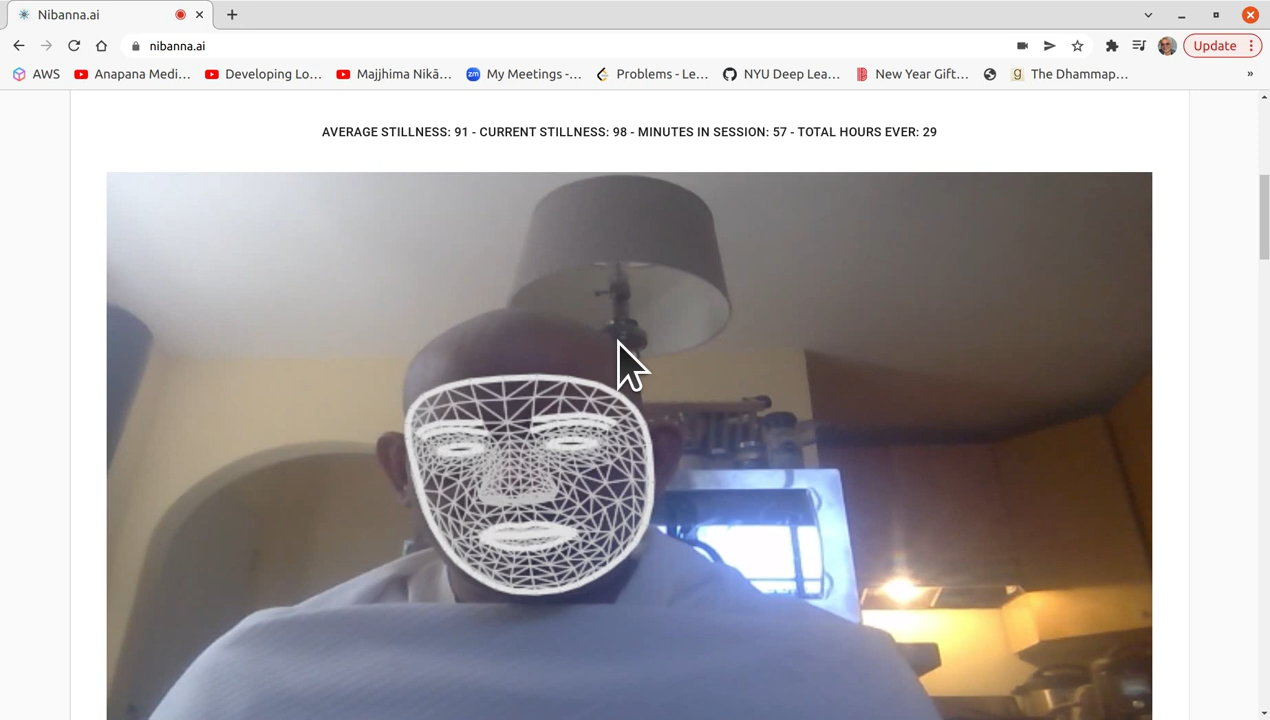 Nibanna.ai
nibanna.ai
Update
AWS
Anapana Medi...
Developing Lo...
Majjhima Nikā...
zm
My Meetings -...
Problems - Le...
NYU Deep Lea...
New Year Gift...
g
The Dhammap...
»
AVERAGE STILLNESS: 91 - CURRENT STILLNESS: 98 - MINUTES IN SESSION: 57 - TOTAL HOURS EVER: 29